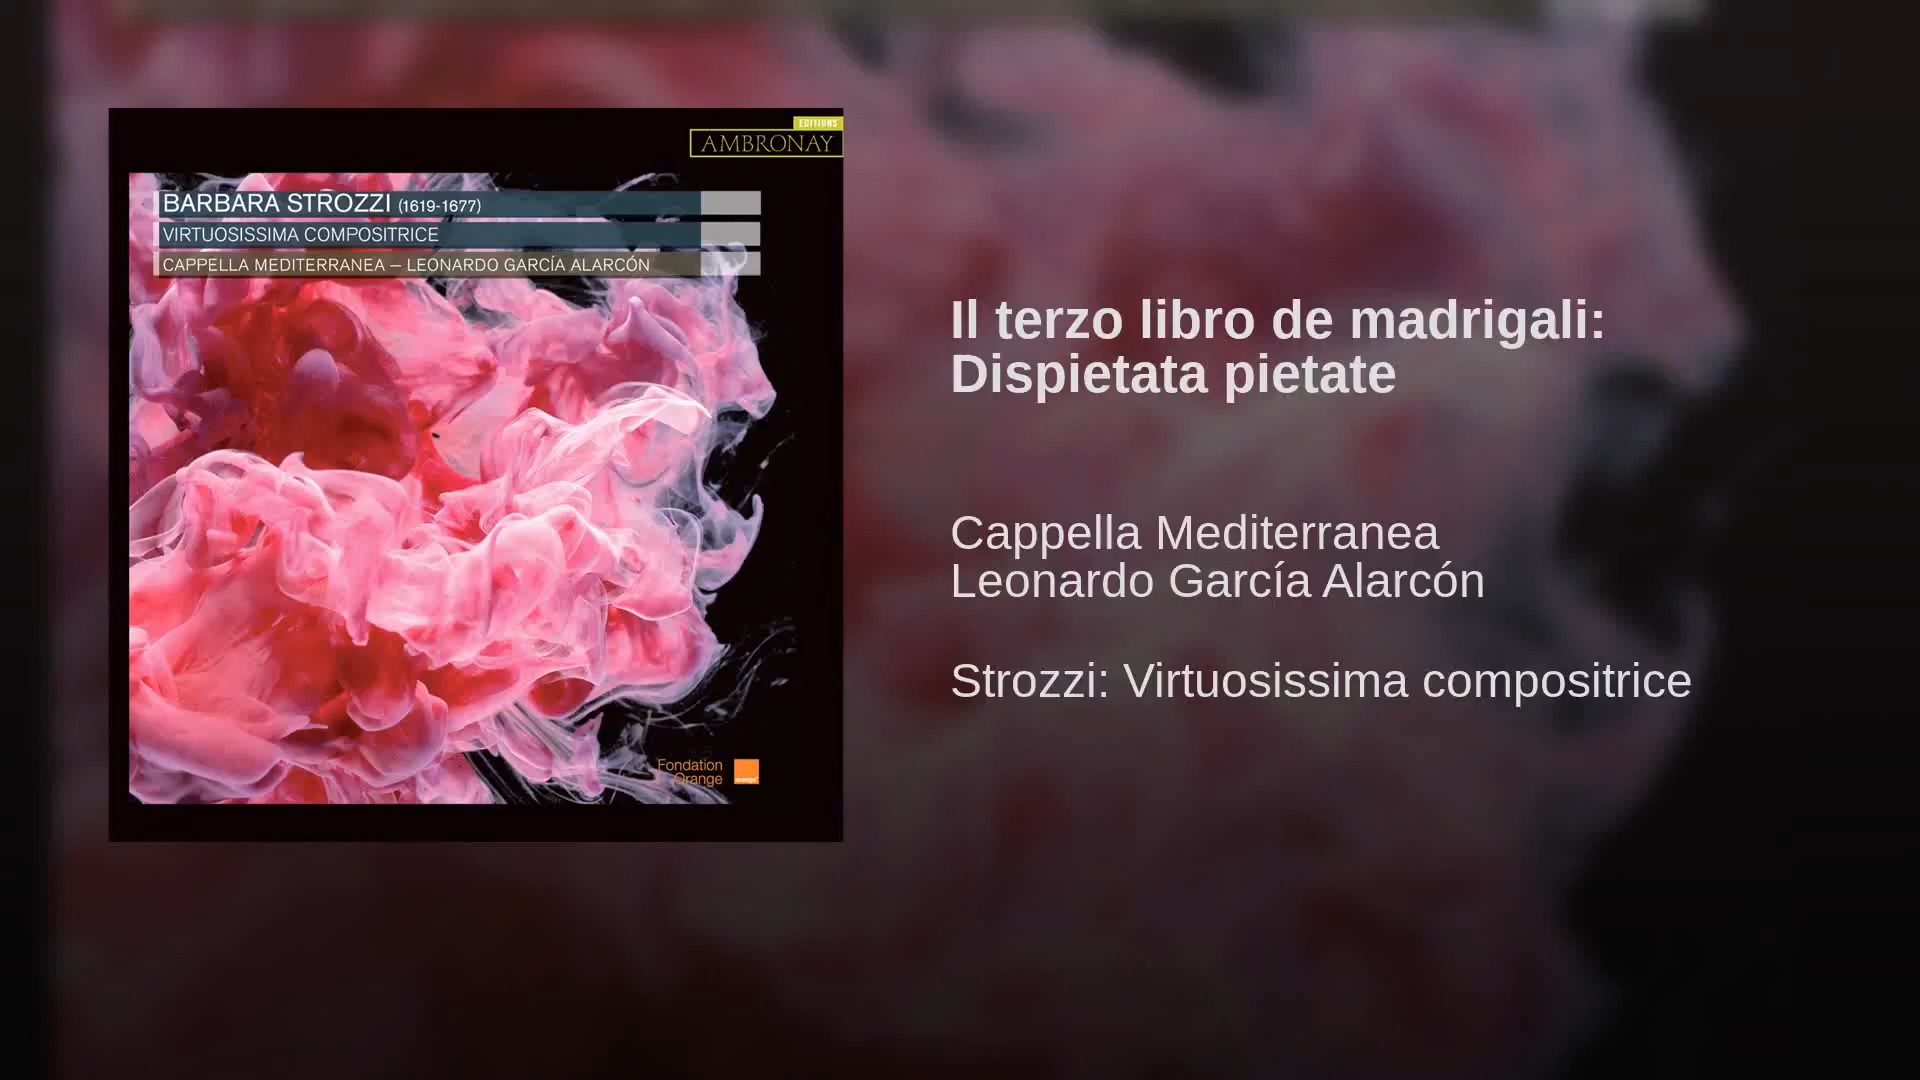 EDITIONS
AMBRONAY
BARBARA STROZZI (1619-1677)
VIRTUOSISSIMA COMPOSITRICE
CAPPELLA MEDITERRANEA – LEONARDO GARCÍA ALARCÓN
Fondation
Orange
orange
Il terzo libro de madrigali:
Dispietata pietate
Cappella Mediterranea
Leonardo García Alarcón
Strozzi: Virtuosissima compositrice